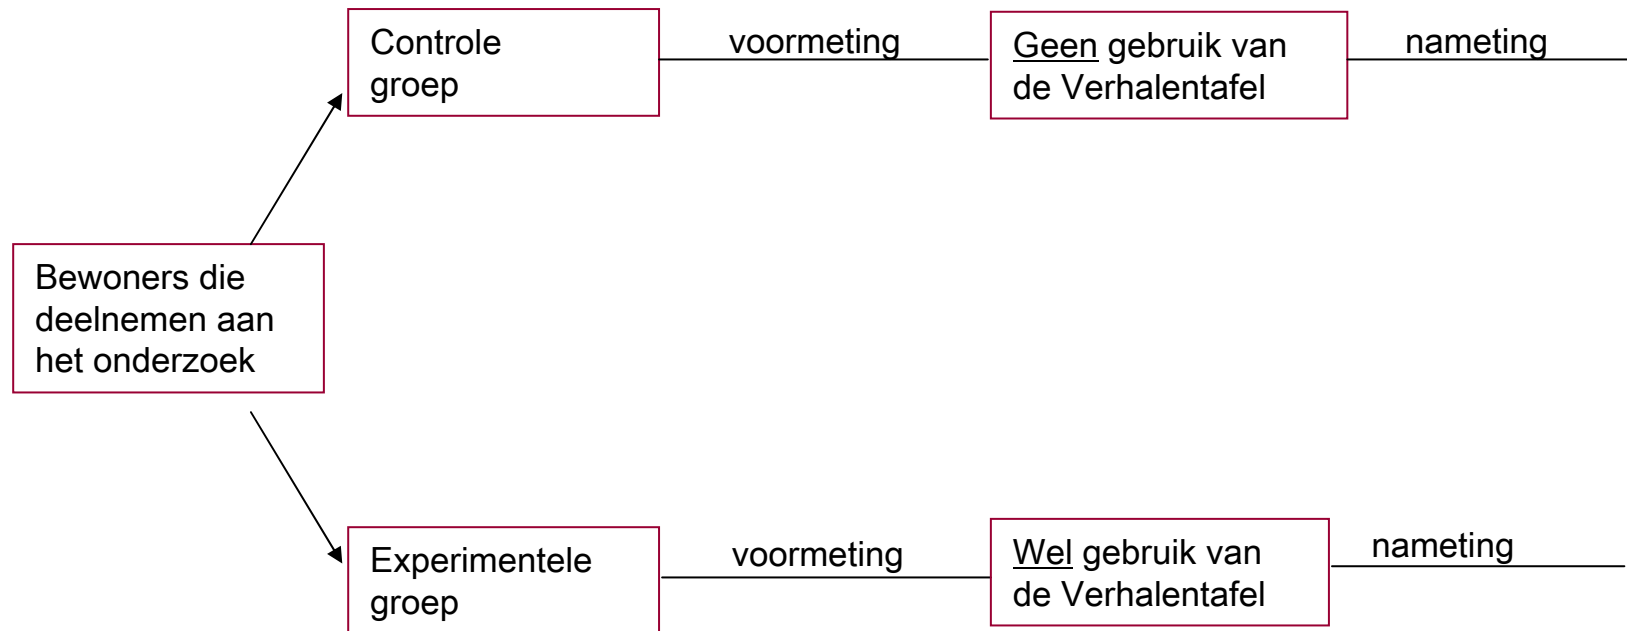 Controle
groep
voormeting
Geen gebruik van
de Verhalentafel
nameting
Bewoners die
deelnemen aan
het onderzoek
Experimentele
groep
voormeting
Wel gebruik van
de Verhalentafel
nameting